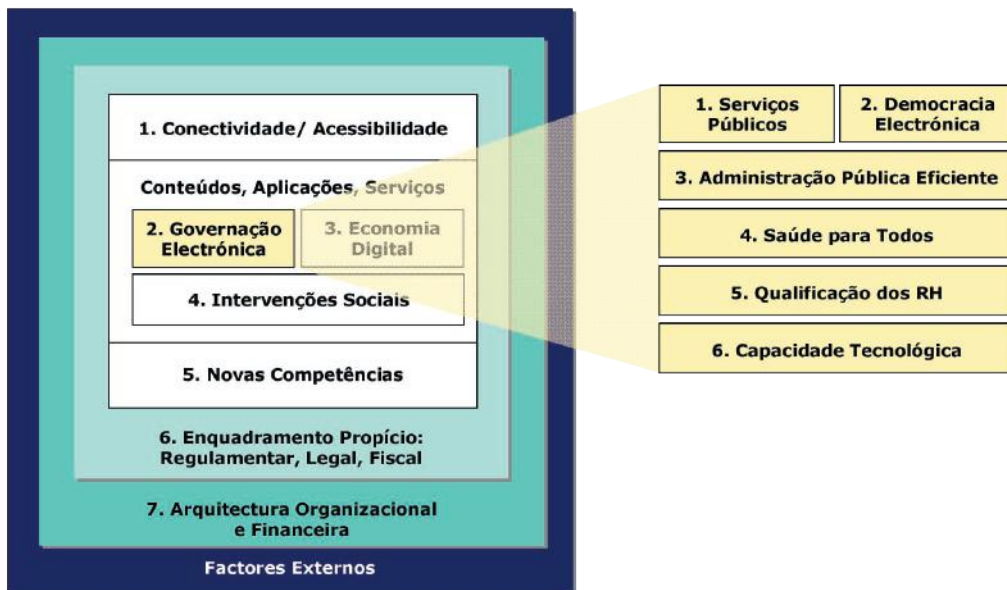 1. Conectividade/ Acessibilidade
Conteúdos, Aplicações, Serviços
2. Governação
Electrónica
3. Economia
Digital
4. Intervenções Sociais
5. Novas Competências
6. Enquadramento Propício:
Regulamentar, Legal, Fiscal
7. Arquitectura Organizacional
e Financeira
Factores Externos
1. Serviços
Públicos
2. Democracia
Electrónica
3. Administração Pública Eficiente
4. Saúde para Todos
5. Qualificação dos RH
6. Capacidade Tecnológica